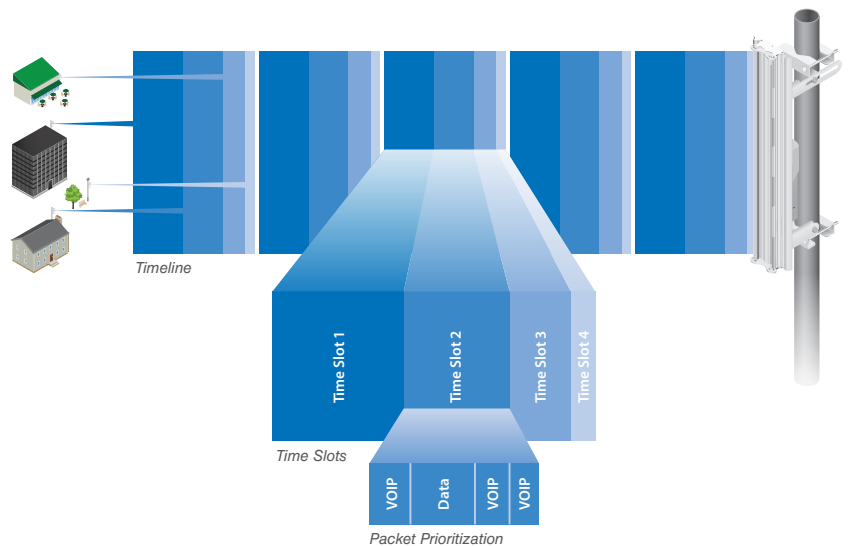 Timeline
Time Slot 1
Time Slot 2
Time Slot 3
Time Slot 4
Time Slots
VOIP
Data
VOIP
VOIP
Packet Prioritization